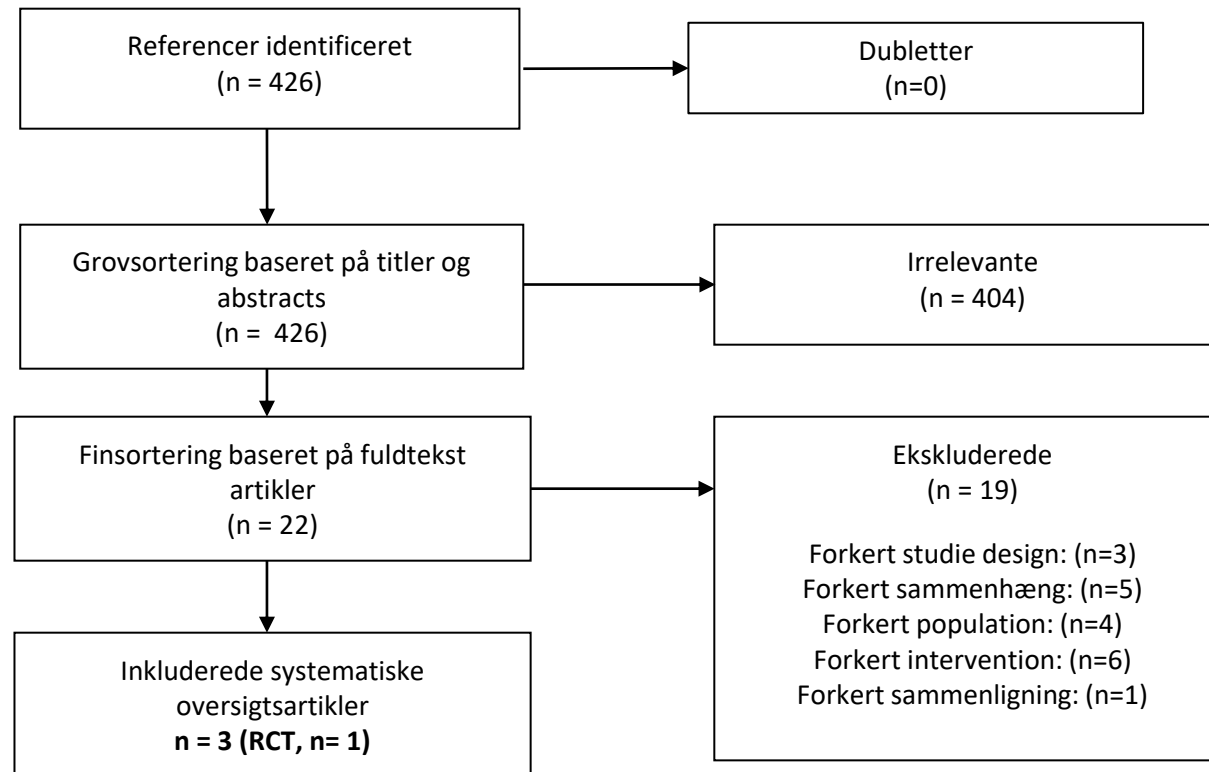 Referencer identificeret
(n = 426)
Dubletter
(n=0)
Grovsortering baseret på titler og
abstracts
(n =  426)
Irrelevante
(n = 404)
Finsortering baseret på fuldtekst
artikler
(n = 22)
Ekskluderede
(n = 19)
Forkert studie design: (n=3)
Forkert sammenhæng: (n=5)
Forkert population: (n=4)
Forkert intervention: (n=6)
Forkert sammenligning: (n=1)
Inkluderede systematiske
oversigtsartikler
n = 3 (RCT, n= 1)